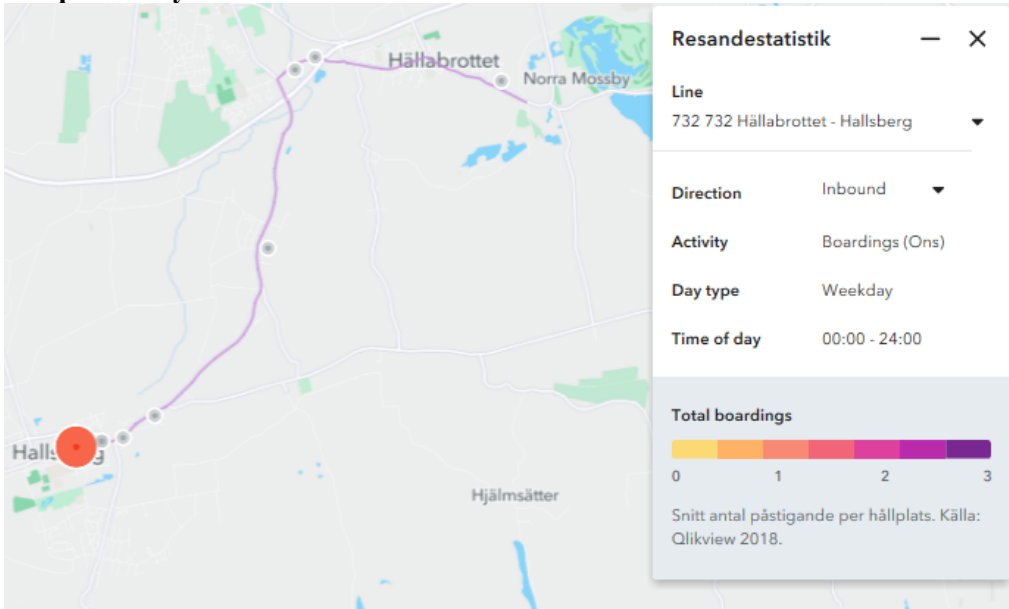 Hällabrottet
Norra Mossby
Hjälmsätter
Resandestatistik
Line
732 732 Hällabrottet - Hallsberg
Direction Inbound
Activity Boardings (Ons)
Day type Weekday
Time of day 00:00 - 24:00
Total boardings
0 1 2 3
Snitt antal påstigande per hållplats. Källa:
Qlikview 2018.